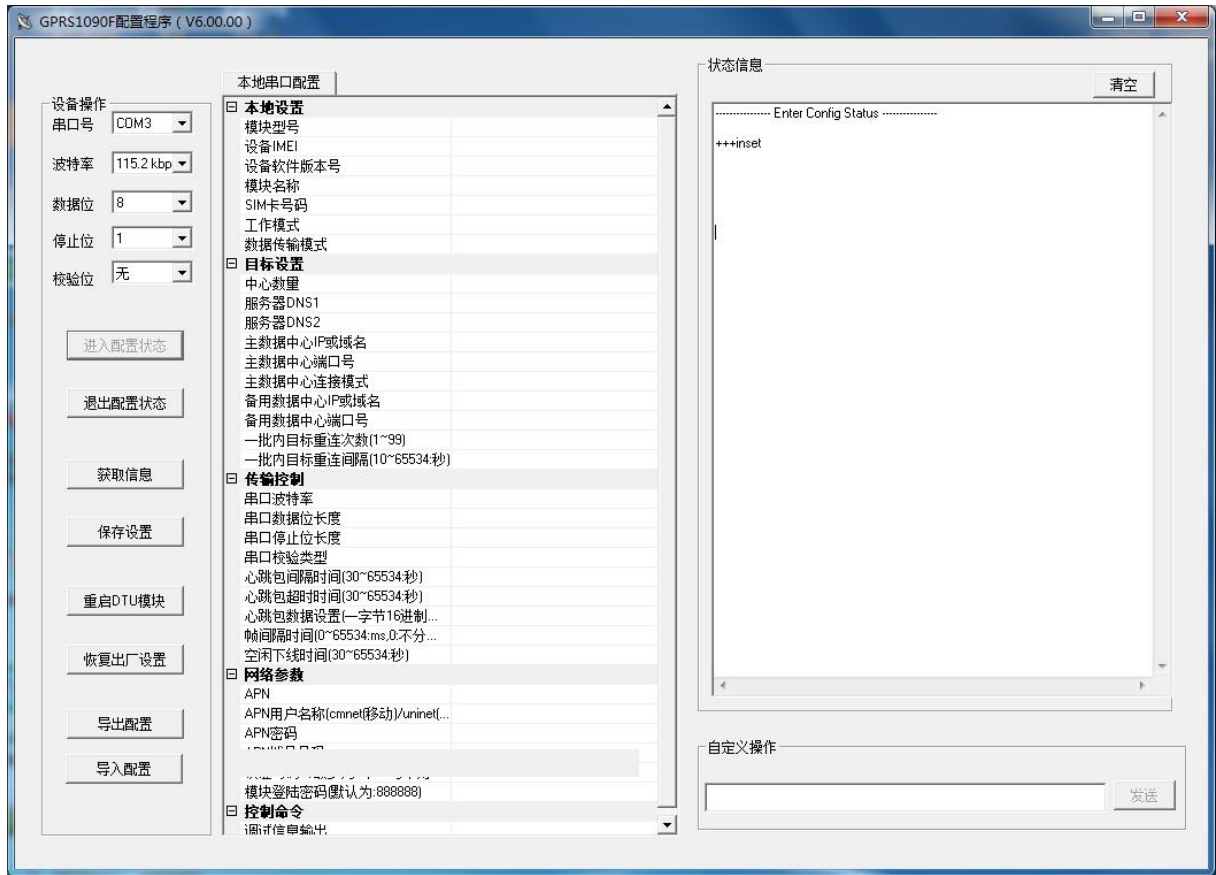 GPRS1090F配置程序 ( V6.00.00 )
设备操作
串口号 COM3
波特率 115.2 kbp
数据位 8
停止位 1
校验位 无
进入配置状态
退出配置状态
获取信息
保存设置
重启DTU模块
恢复出厂设置
导出配置
导入配置
本地串口配置
本地设置
模块型号
设备IMEI
设备软件版本号
模块名称
SIM卡号码
工作模式
数据传输模式
目标设置
中心数量
服务器DNS1
服务器DNS2
主数据中心IP或域名
主数据中心端口号
主数据中心连接模式
备用数据中心IP或域名
备用数据中心端口号
一批内目标重连次数(1~99)
一批内目标重连间隔(10~65534:秒)
传输控制
串口波特率
串口数据位长度
串口停止位长度
串口校验类型
心跳包间隔时间(30~65534:秒)
心跳包超时时间(30~65534:秒)
心跳包数据设置(一字节16进制...
帧间隔时间(0~65534:ms,0:不分...
空闲下线时间(30~65534:秒)
网络参数
APN
APN用户名称(cmnet(移动)/uninet(...
APN密码
模块登陆密码(默认为:888888)
控制命令
调试信息输出
状态信息
清空
--------------- Enter Config Status ---------------
+++inset
自定义操作
发送